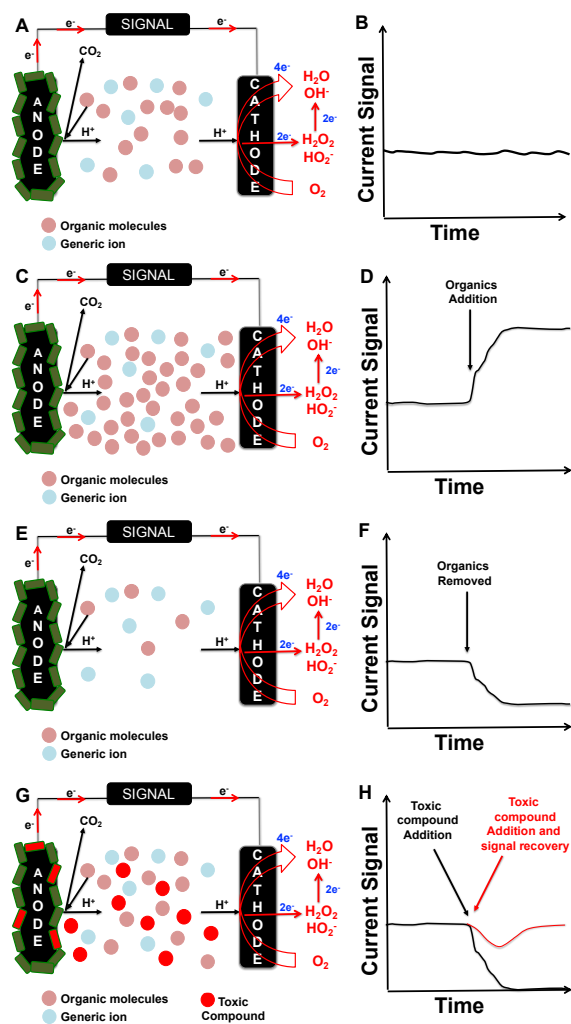 A
e- SIGNAL e-
e-
CO2
ANODE
H+
H+
CATHODE
4e-
H2O
OH-
2e-
2e-
H2O2
HO2-
O2
Organic molecules
Generic ion
B
Current Signal
Time
C
e- SIGNAL e-
e-
CO2
ANODE
H+
H+
CATHODE
4e-
H2O
OH-
2e-
2e-
H2O2
HO2-
O2
Organic molecules
Generic ion
D
Organics
Addition
Current Signal
Time
E
e- SIGNAL e-
e-
CO2
ANODE
H+
H+
CATHODE
4e-
H2O
OH-
2e-
2e-
H2O2
HO2-
O2
Organic molecules
Generic ion
F
Organics
Removed
Current Signal
Time
G
e- SIGNAL e-
e-
CO2
ANODE
H+
H+
CATHODE
4e-
H2O
OH-
2e-
2e-
H2O2
HO2-
O2
Organic molecules
Generic ion
Toxic
Compound
H
Toxic
compound
Addition
Toxic
compound
Addition and
signal recovery
Current Signal
Time